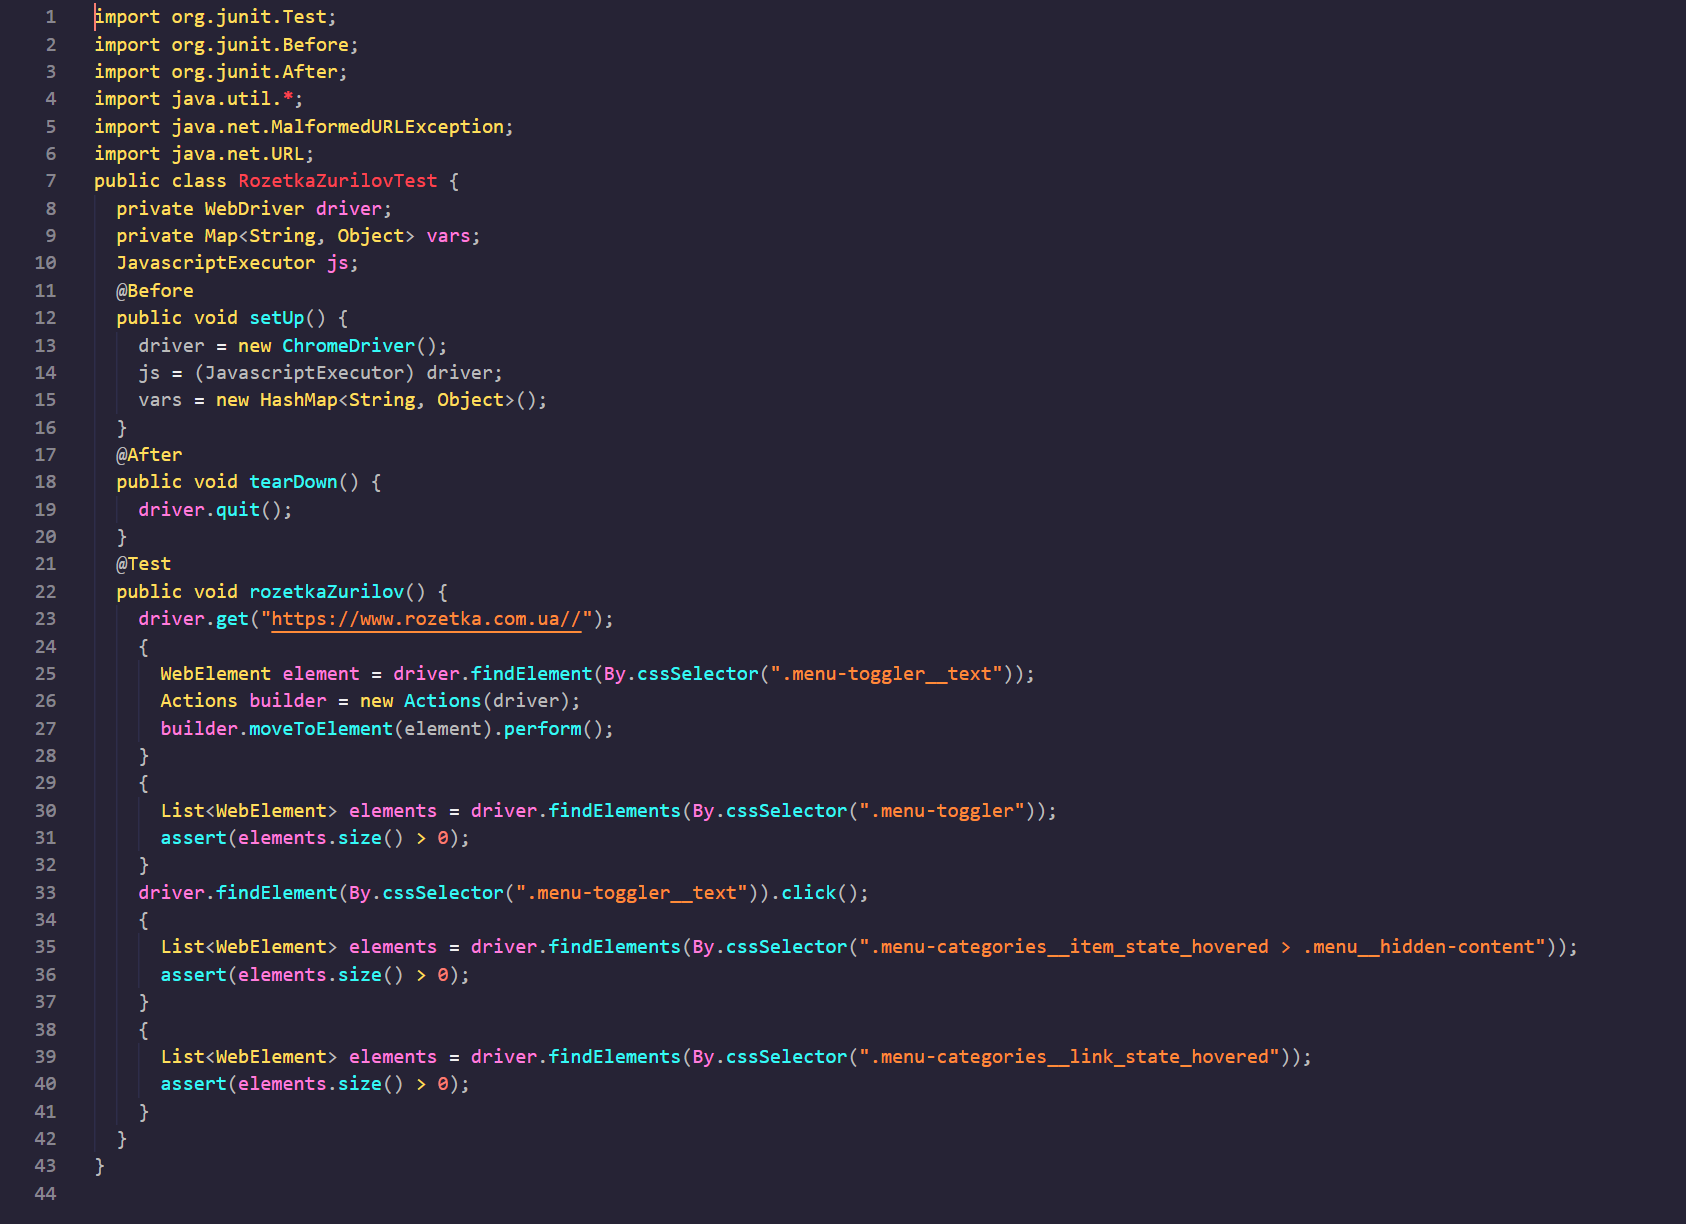 1 import org.junit.Test;
2 import org.junit.Before;
3 import org.junit.After;
4 import java.util.*;
5 import java.net.MalformedURLException;
6 import java.net.URL;
7 public class RozetkaZurilovTest {
8   private WebDriver driver;
9   private Map<String, Object> vars;
10   JavascriptExecutor js;
11   @Before
12   public void setUp() {
13     driver = new ChromeDriver();
14     js = (JavascriptExecutor) driver;
15     vars = new HashMap<String, Object>();
16   }
17   @After
18   public void tearDown() {
19     driver.quit();
20   }
21   @Test
22   public void rozetkaZurilov() {
23     driver.get("https://www.rozetka.com.ua//");
24     {
25       WebElement element = driver.findElement(By.cssSelector(".menu-toggler__text"));
26       Actions builder = new Actions(driver);
27       builder.moveToElement(element).perform();
28     }
29     {
30       List<WebElement> elements = driver.findElements(By.cssSelector(".menu-toggler"));
31       assert(elements.size() > 0);
32     }
33     driver.findElement(By.cssSelector(".menu-toggler__text")).click();
34     {
35       List<WebElement> elements = driver.findElements(By.cssSelector(".menu-categories__item_state_hovered > .menu__hidden-content"));
36       assert(elements.size() > 0);
37     }
38     {
39       List<WebElement> elements = driver.findElements(By.cssSelector(".menu-categories__link_state_hovered"));
40       assert(elements.size() > 0);
41     }
42   }
43 }
44